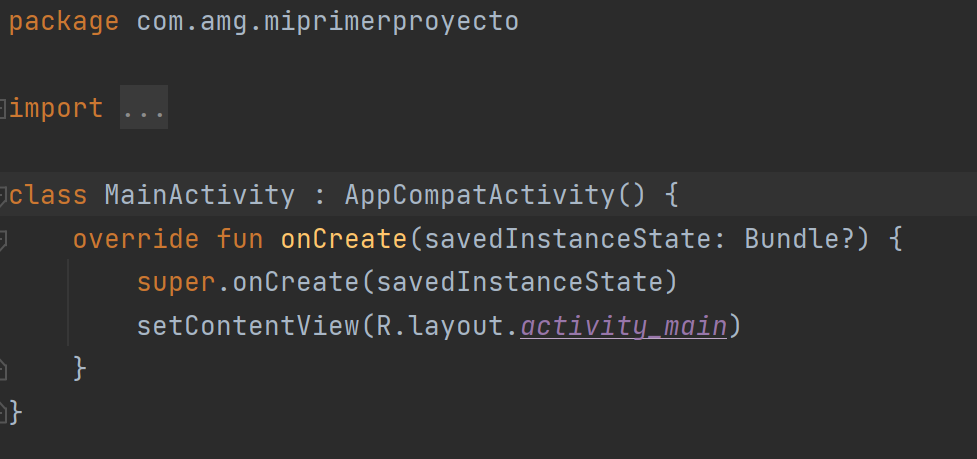 package com.amg.miprimerproyecto
import ...
class MainActivity : AppCompatActivity() {
override fun onCreate(savedInstanceState: Bundle?) {
super.onCreate(savedInstanceState)
setContentView(R.layout.activity_main)
}
}